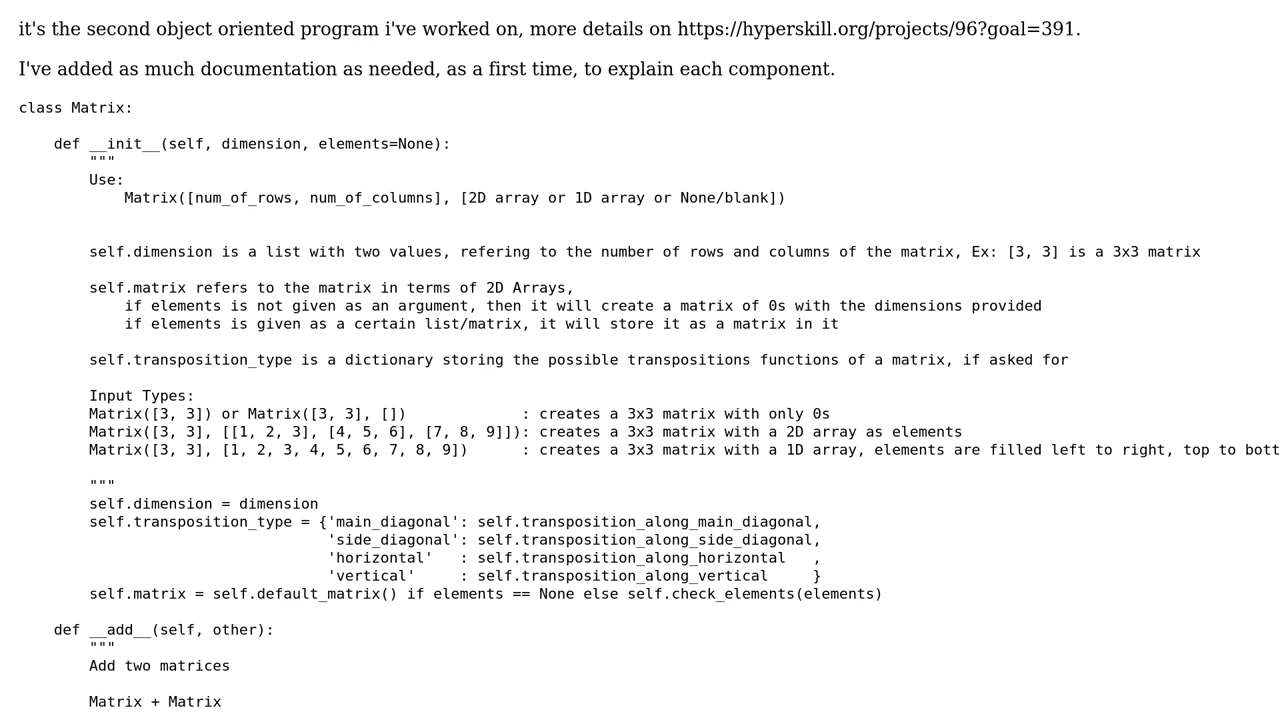 it's the second object oriented program i've worked on, more details on https://hyperskill.org/projects/96?goal=391.
I've added as much documentation as needed, as a first time, to explain each component.
class Matrix:
    def __init__(self, dimension, elements=None):
        """
        Use:
            Matrix([num_of_rows, num_of_columns], [2D array or 1D array or None/blank])
        self.dimension is a list with two values, refering to the number of rows and columns of the matrix, Ex: [3, 3] is a 3x3 matrix
        self.matrix refers to the matrix in terms of 2D Arrays,
            if elements is not given as an argument, then it will create a matrix of 0s with the dimensions provided
            if elements is given as a certain list/matrix, it will store it as a matrix in it
        self.transposition_type is a dictionary storing the possible transpositions functions of a matrix, if asked for
        Input Types:
        Matrix([3, 3]) or Matrix([3, 3], [])             : creates a 3x3 matrix with only 0s
        Matrix([3, 3], [[1, 2, 3], [4, 5, 6], [7, 8, 9]]): creates a 3x3 matrix with a 2D array as elements
        Matrix([3, 3], [1, 2, 3, 4, 5, 6, 7, 8, 9])      : creates a 3x3 matrix with a 1D array, elements are filled left to right, top to bott
        """
        self.dimension = dimension
        self.transposition_type = {'main_diagonal': self.transposition_along_main_diagonal,
                                   'side_diagonal': self.transposition_along_side_diagonal,
                                   'horizontal'   : self.transposition_along_horizontal   ,
                                   'vertical'     : self.transposition_along_vertical     }
        self.matrix = self.default_matrix() if elements == None else self.check_elements(elements)
    def __add__(self, other):
        """
        Add two matrices
        Matrix + Matrix